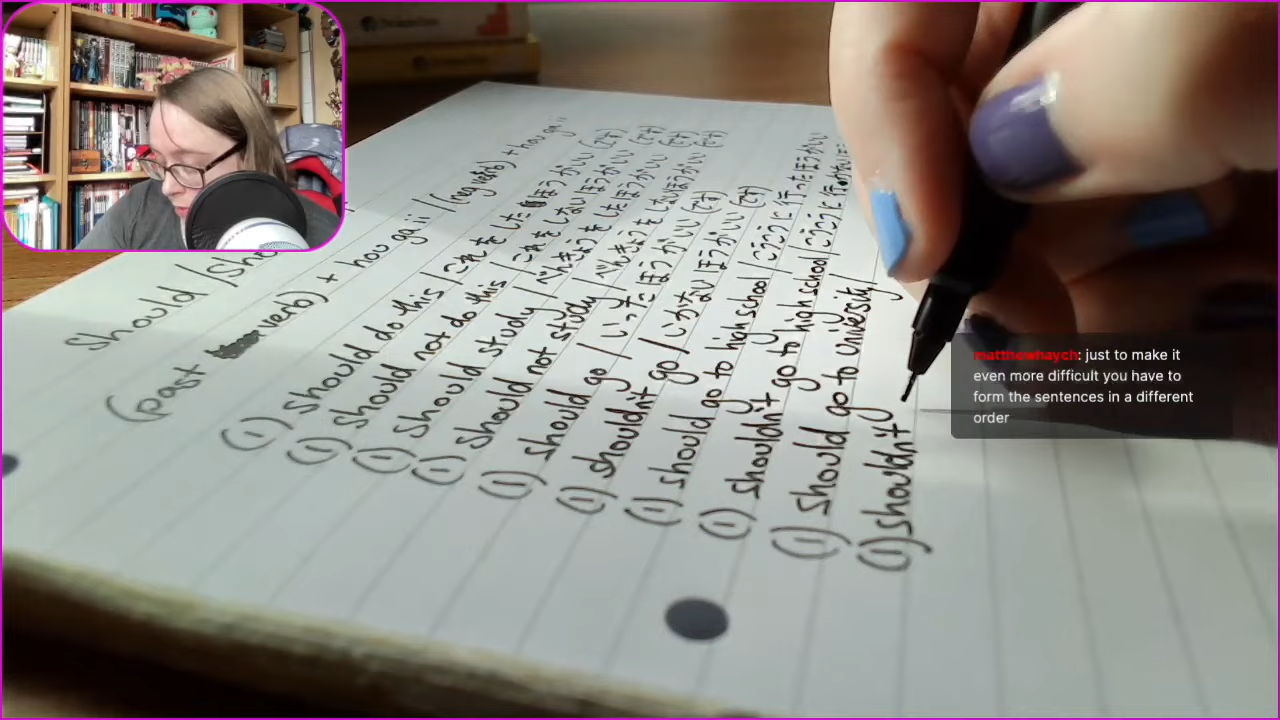 Should / Sho
(past verb) + hou ga ii / (neg verb) + hou ga ii
(I) should do this / これをしたほうがいい (です)
(I) should not do this / これをしないほうがいい (です)
(I) should study / べんきょうをしたほうがいい (です)
(I) should not study / べんきょうをしないほうがいい (です)
(I) should go / いったほうがいい (です)
(I) shouldn't go / いかないほうがいい (です)
(I) should go to high school / こうこうに行ったほうがいい
(I) shouldn't go to high school / こうこうに行かないほ
(I) should go to university /
(I) shouldn't g
matthewhaych: just to make it
even more difficult you have to
form the sentences in a different
order